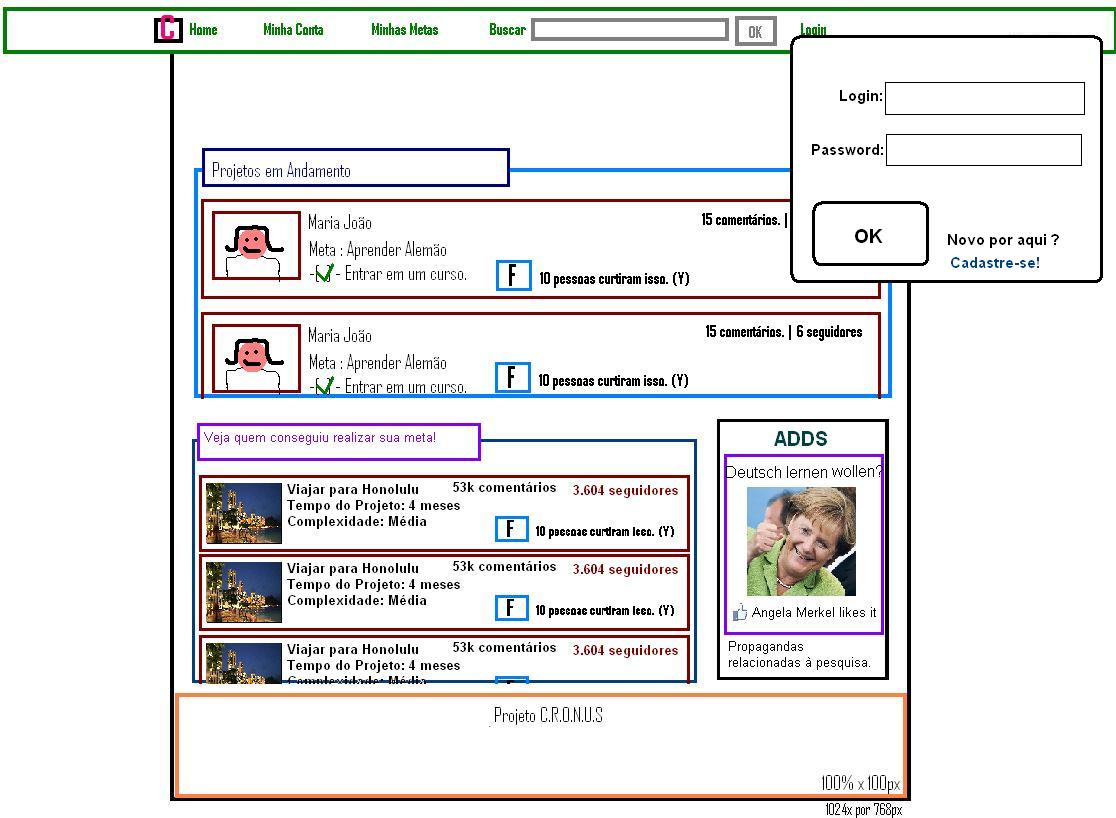 C Home Minha Conta Minhas Metas Buscar OK Login
Login:
Password:
OK
Novo por aqui ?
Cadastre-se!
Projetos em Andamento
Maria João
15 comentários. |
Meta : Aprender Alemão
-[ ]- Entrar em um curso.
F 10 pessoas curtiram isso. (Y)
Maria João
15 comentários. | 6 seguidores
Meta : Aprender Alemão
-[ ]- Entrar em um curso.
F 10 pessoas curtiram isso. (Y)
Veja quem conseguiu realizar sua meta!
Viajar para Honolulu 53k comentários 3.604 seguidores
Tempo do Projeto: 4 meses
Complexidade: Média
F 10 pessoas curtiram isso. (Y)
Viajar para Honolulu 53k comentários 3.604 seguidores
Tempo do Projeto: 4 meses
Complexidade: Média
F 10 pessoas curtiram isso. (Y)
Viajar para Honolulu 53k comentários 3.604 seguidores
Tempo do Projeto: 4 meses
Complexidade: Média
ADDS
Deutsch lernen wollen?
Angela Merkel likes it
Propagandas
relacionadas à pesquisa.
Projeto C.R.O.N.U.S
100% x 100px
1024x por 768px